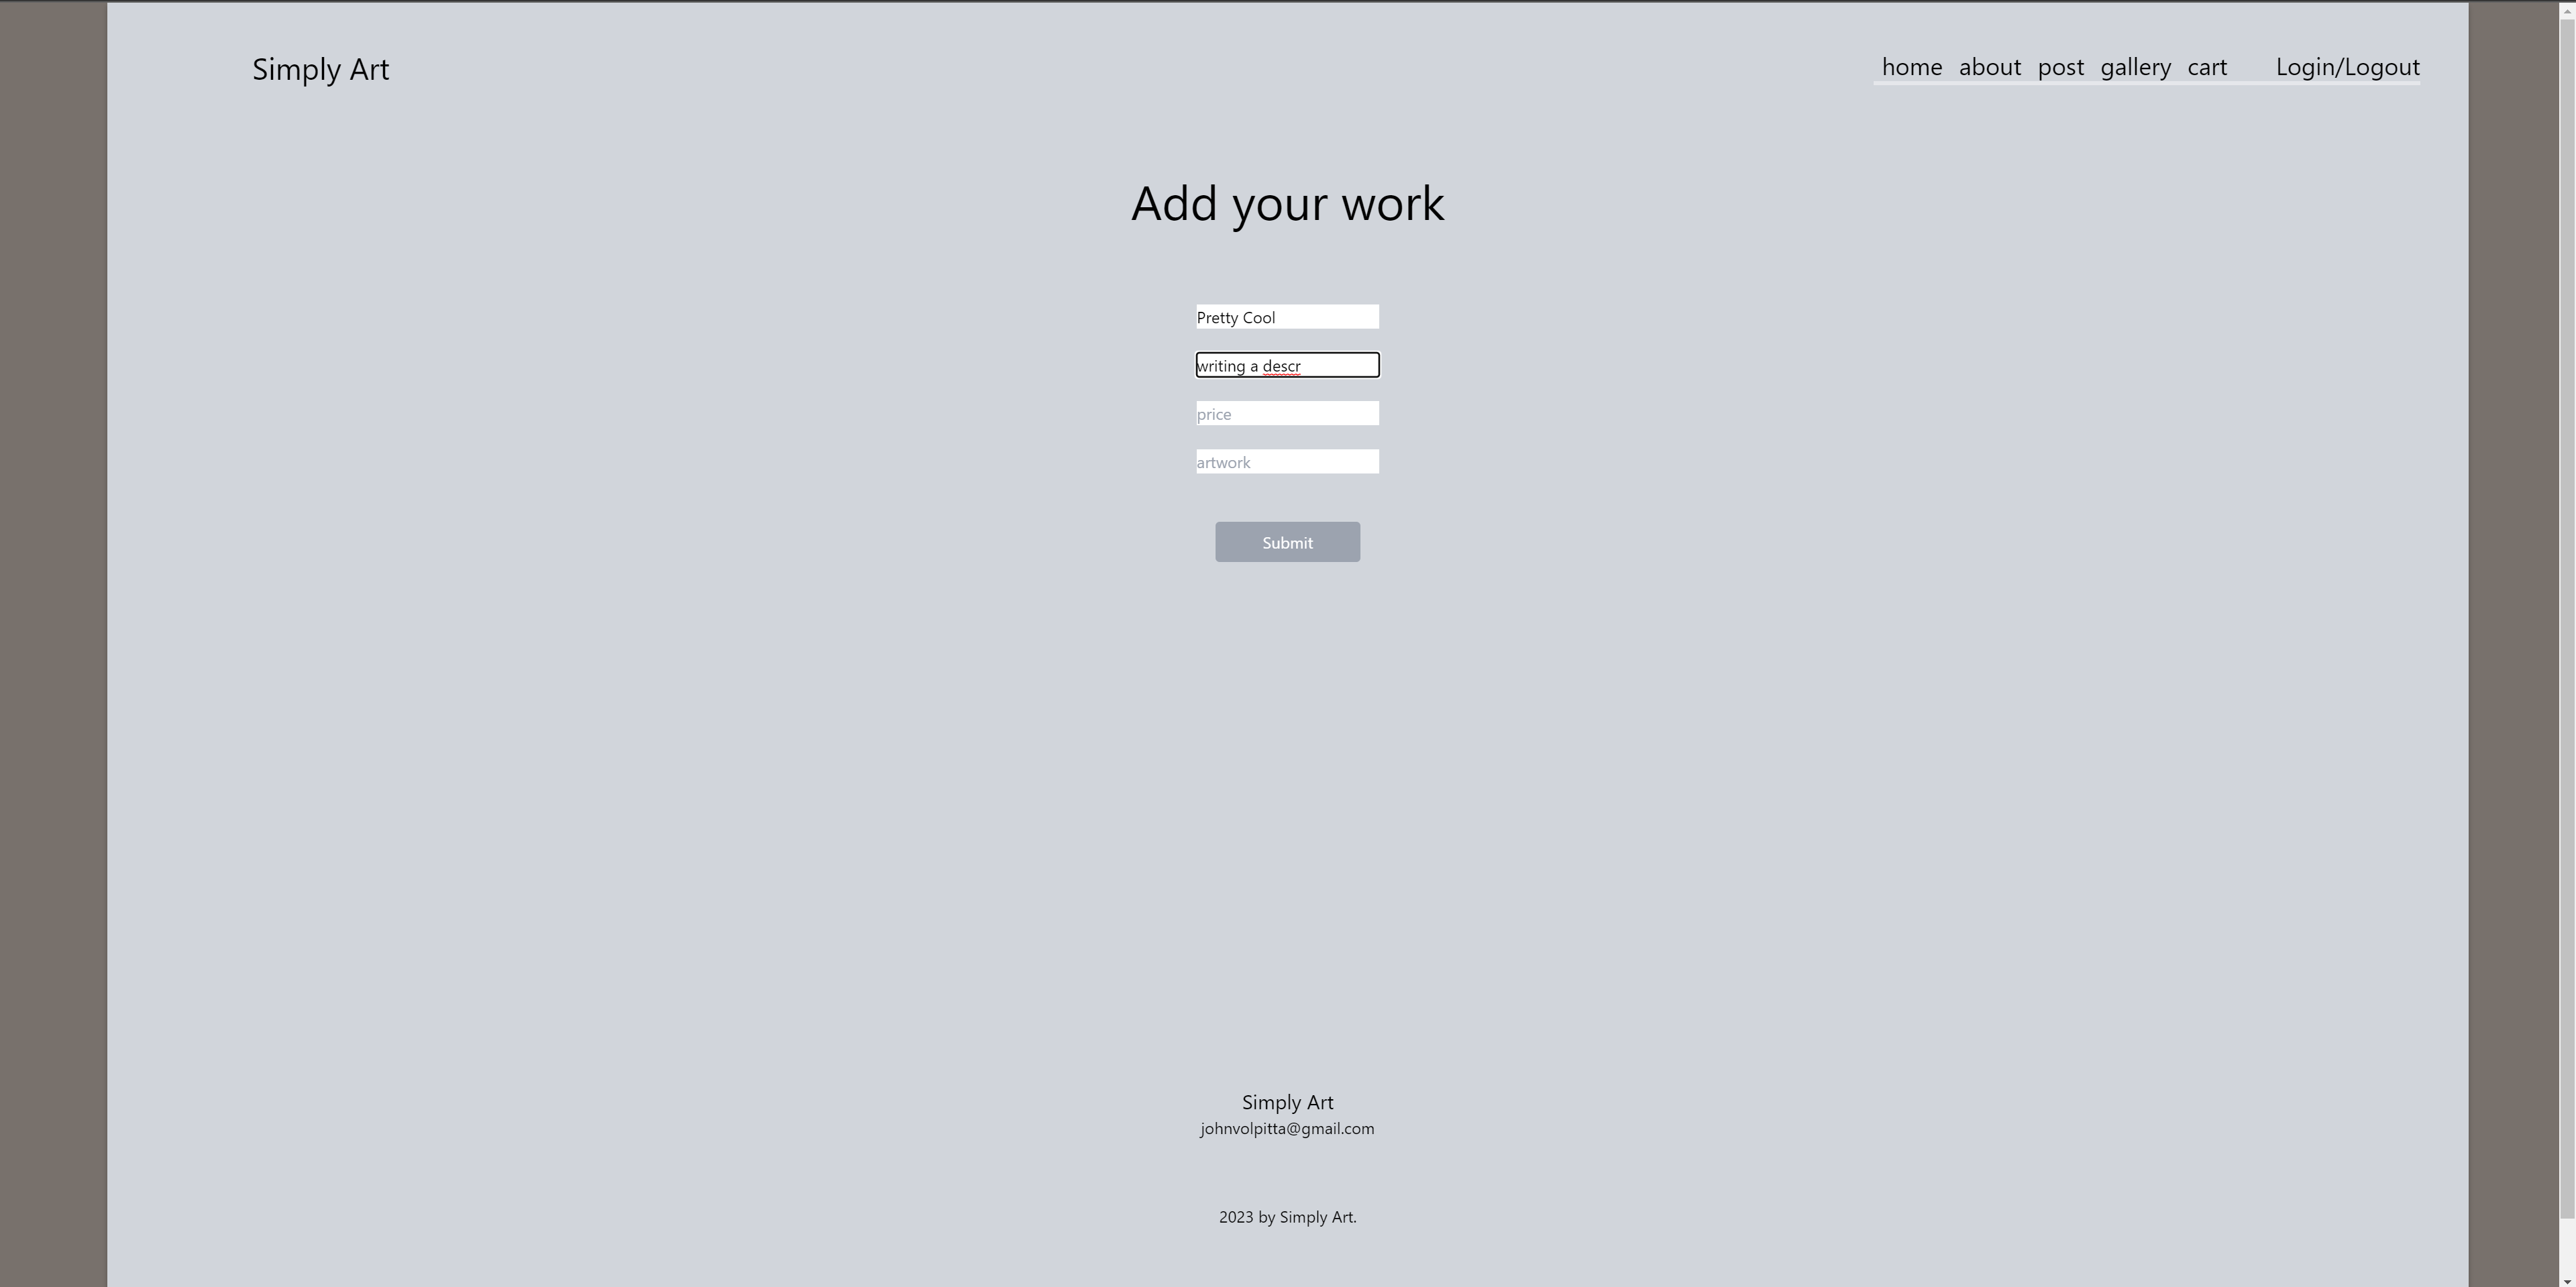 Simply Art
home about post gallery cart Login/Logout
Add your work
Pretty Cool
writing a descr
price
artwork
Submit
Simply Art
johnvolpitta@gmail.com
2023 by Simply Art.